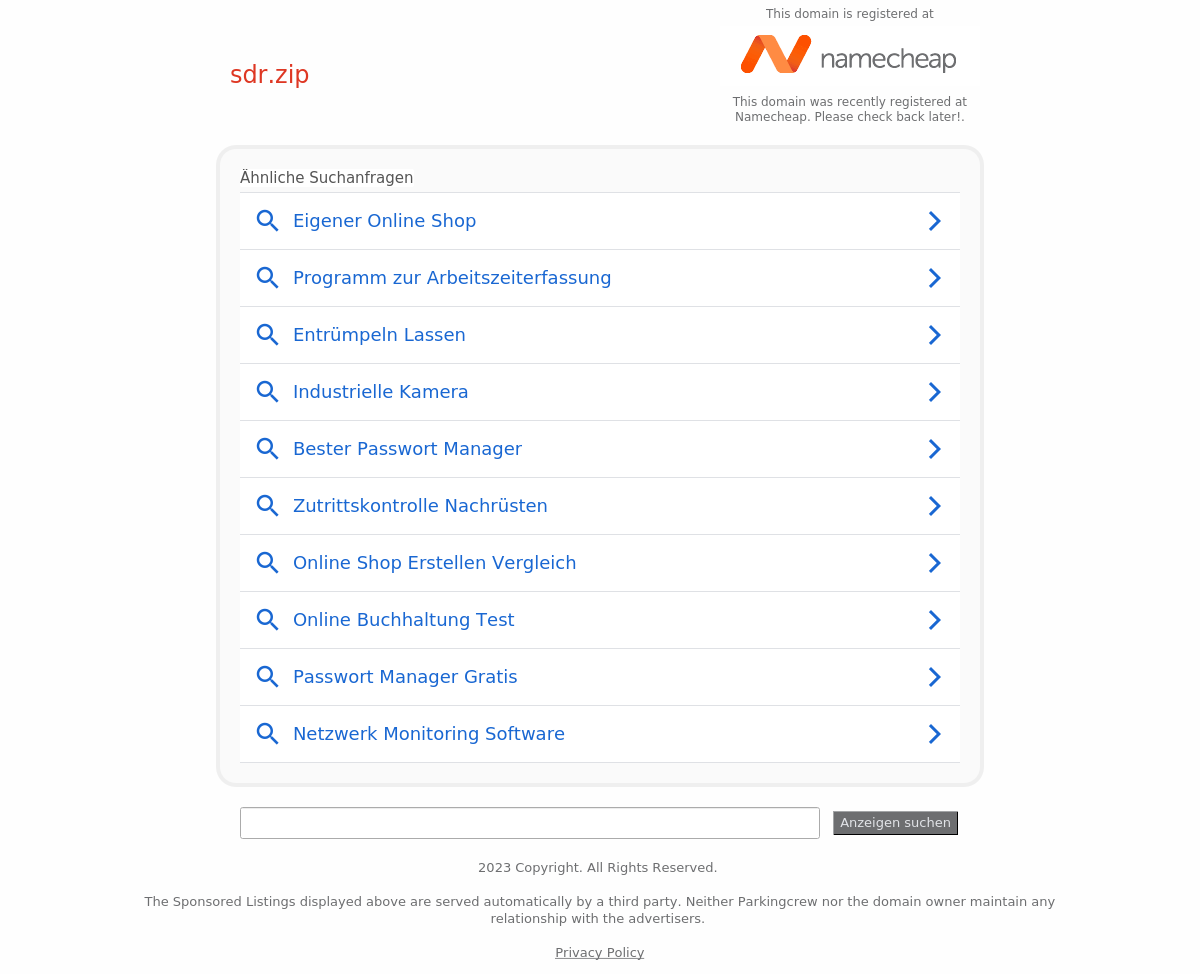 This domain is registered at
namecheap
sdr.zip
This domain was recently registered at
Namecheap. Please check back later!.
Ähnliche Suchanfragen
Eigener Online Shop
Programm zur Arbeitszeiterfassung
Entrümpeln Lassen
Industrielle Kamera
Bester Passwort Manager
Zutrittskontrolle Nachrüsten
Online Shop Erstellen Vergleich
Online Buchhaltung Test
Passwort Manager Gratis
Netzwerk Monitoring Software
Anzeigen suchen
2023 Copyright. All Rights Reserved.
The Sponsored Listings displayed above are served automatically by a third party. Neither Parkingcrew nor the domain owner maintain any
relationship with the advertisers.
Privacy Policy